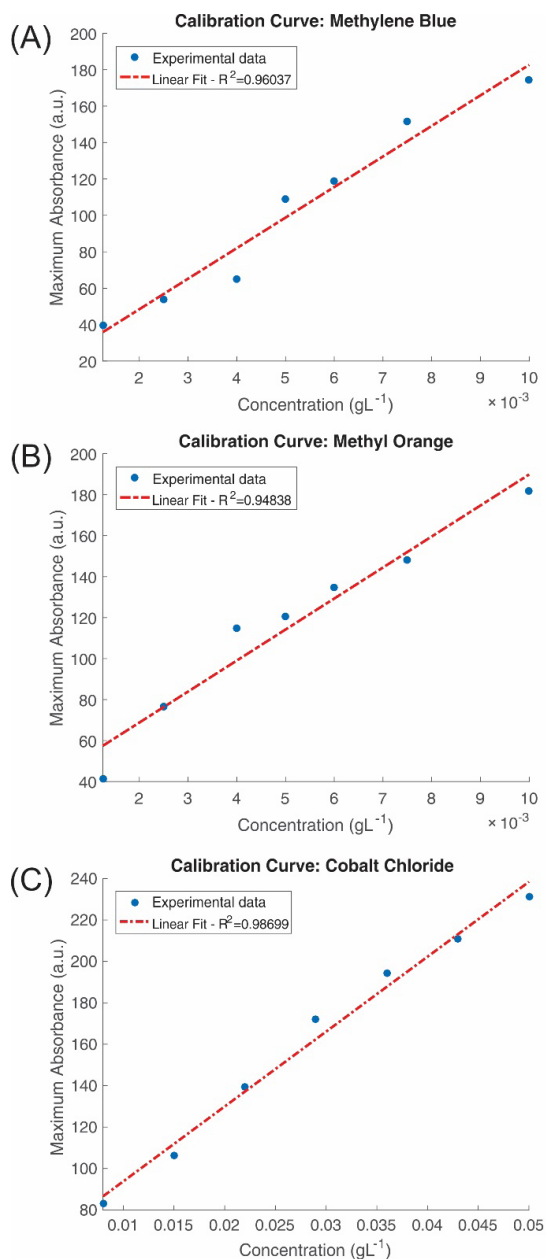 (A)
Calibration Curve: Methylene Blue
Experimental data
Linear Fit - R²=0.96037
Maximum Absorbance (a.u.)
200
180
160
140
120
100
80
60
40
20
2 3 4 5 6 7 8 9 10
× 10⁻³
Concentration (gL⁻¹)
(B)
Calibration Curve: Methyl Orange
Experimental data
Linear Fit - R²=0.94838
Maximum Absorbance (a.u.)
200
180
160
140
120
100
80
60
40
2 3 4 5 6 7 8 9 10
× 10⁻³
Concentration (gL⁻¹)
(C)
Calibration Curve: Cobalt Chloride
Experimental data
Linear Fit - R²=0.98699
Maximum Absorbance (a.u.)
240
220
200
180
160
140
120
100
80
0.01 0.015 0.02 0.025 0.03 0.035 0.04 0.045 0.05
Concentration (gL⁻¹)